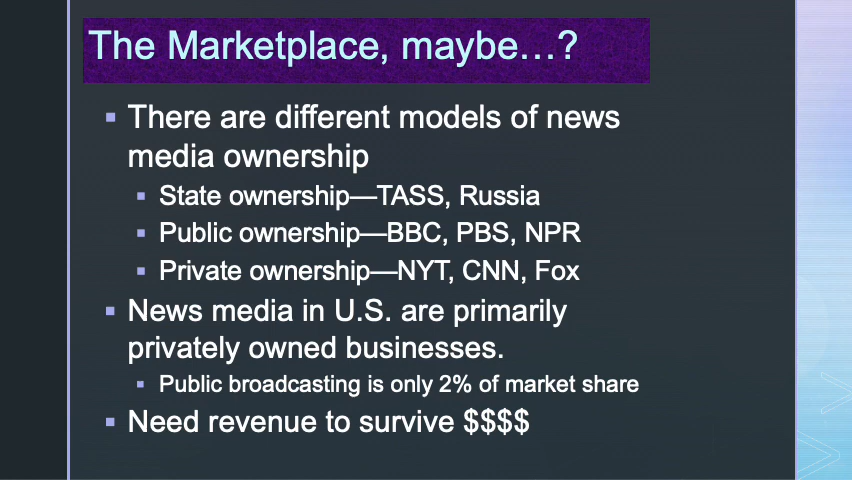 The Marketplace, maybe…?
There are different models of news
media ownership
State ownership—TASS, Russia
Public ownership—BBC, PBS, NPR
Private ownership—NYT, CNN, Fox
News media in U.S. are primarily
privately owned businesses.
Public broadcasting is only 2% of market share
Need revenue to survive $$$$